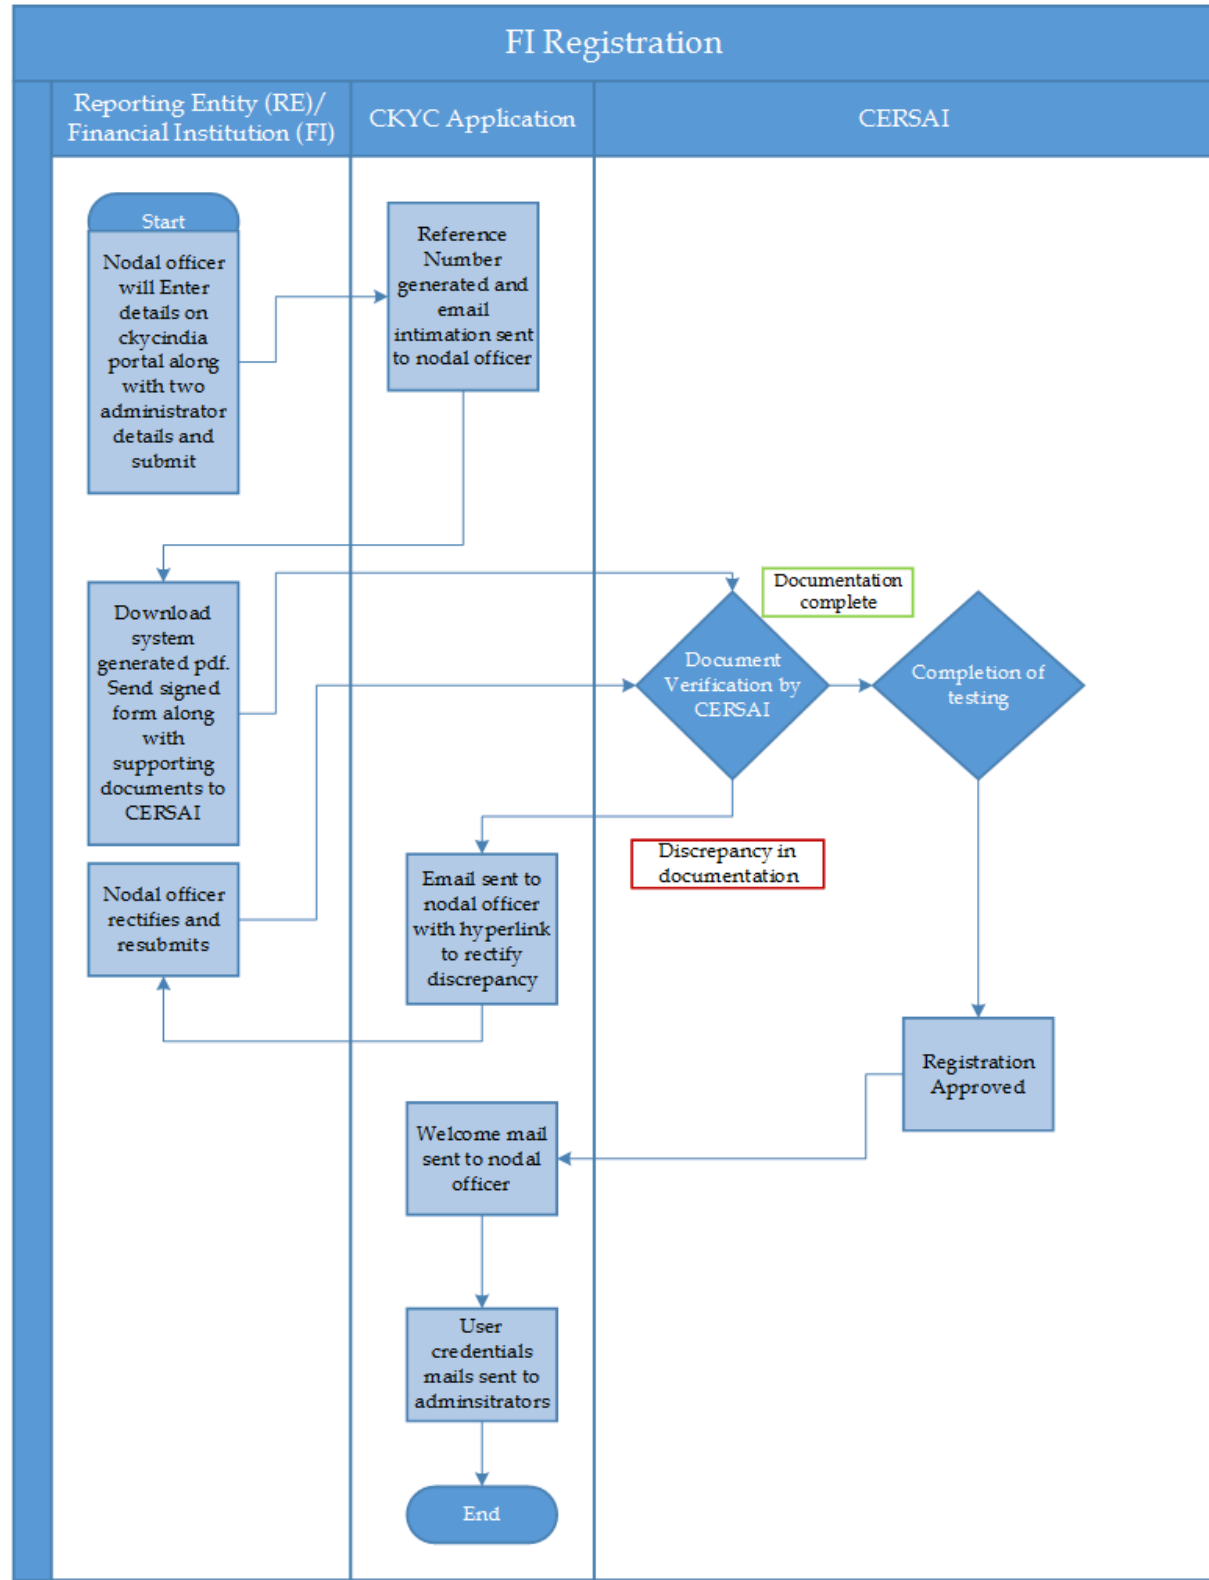 FI Registration
Reporting Entity (RE)/
Financial Institution (FI)
CKYC Application
CERSAI
Start
Nodal officer
will Enter
details on
ckycindia
portal along
with two
administrator
details and
submit
Reference
Number
generated and
email
intimation sent
to nodal officer
Download
system
generated pdf.
Send signed
form along
with
supporting
documents to
CERSAI
Document
Verification by
CERSAI
Documentation
complete
Completion of
testing
Discrepancy in
documentation
Email sent to
nodal officer
with hyperlink
to rectify
discrepancy
Nodal officer
rectifies and
resubmits
Registration
Approved
Welcome mail
sent to nodal
officer
User
credentials
mails sent to
adminsitrators
End